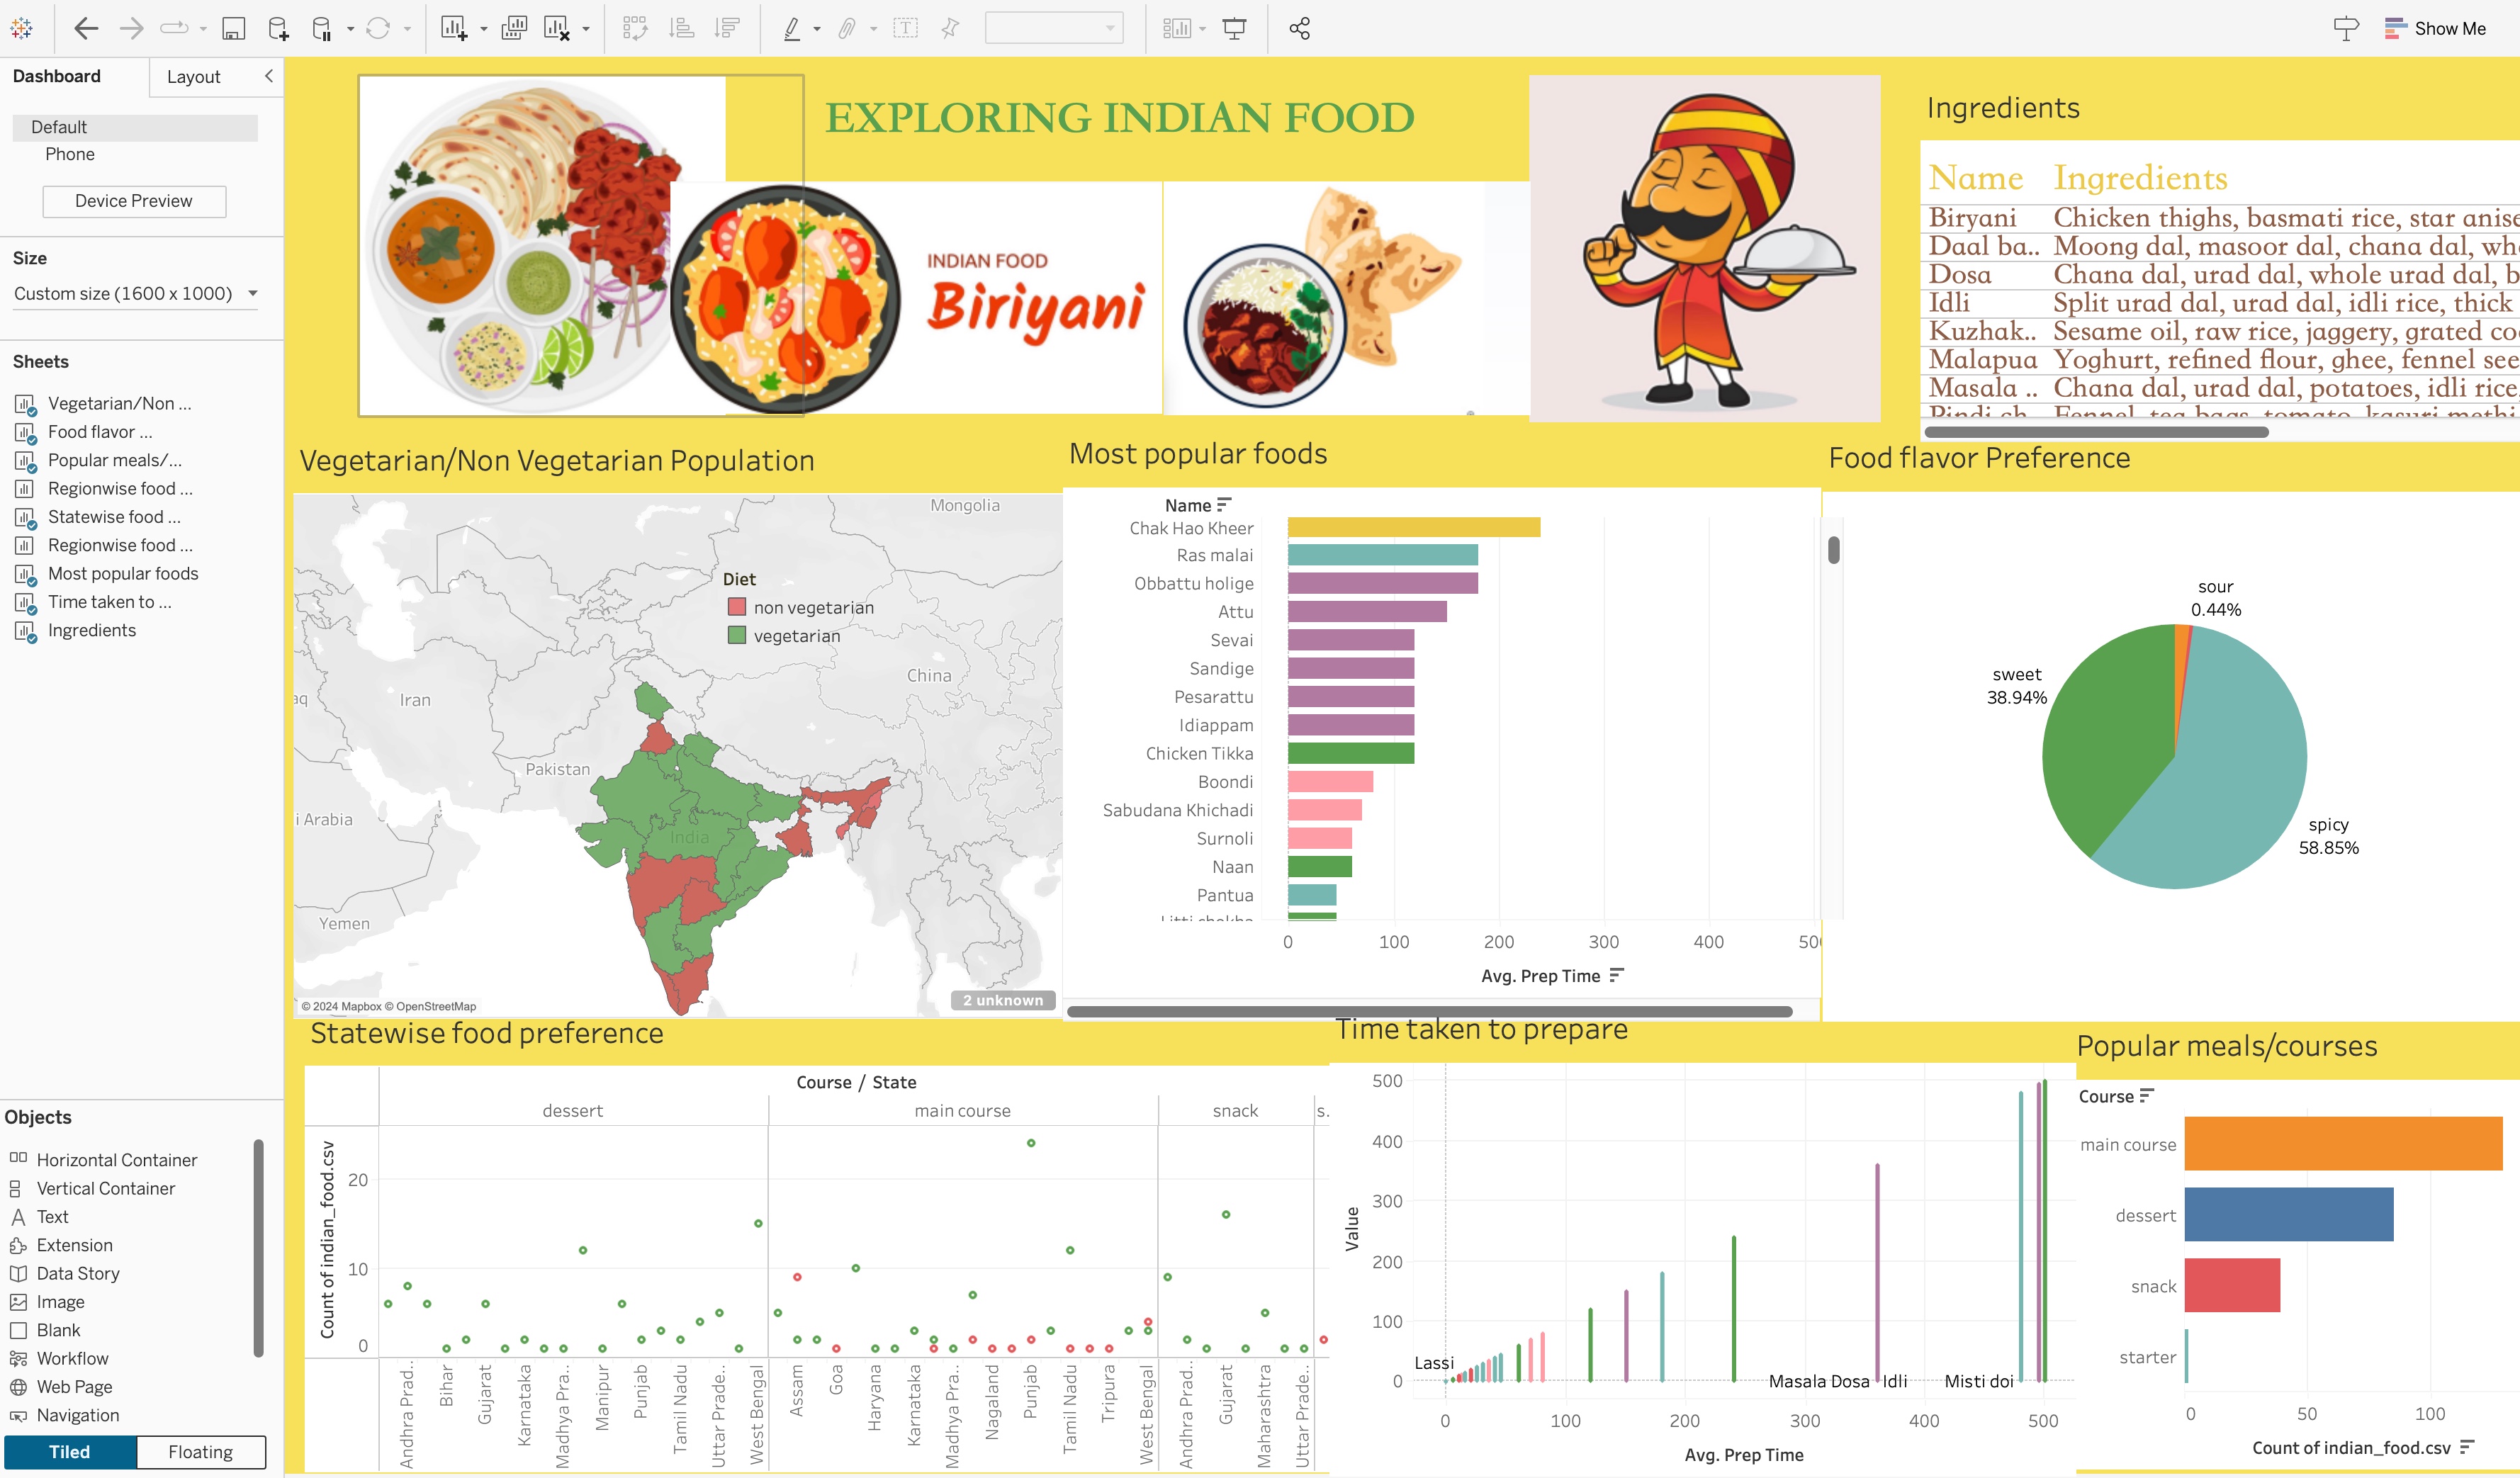 Show Me
Dashboard
Layout
Default
Phone
Device Preview
Size
Custom size (1600 x 1000)
Sheets
Vegetarian/Non ...
Food flavor ...
Popular meals/...
Regionwise food ...
Statewise food ...
Regionwise food ...
Most popular foods
Time taken to ...
Ingredients
Objects
Horizontal Container
Vertical Container
Text
Extension
Data Story
Image
Blank
Workflow
Web Page
Navigation
Tiled
Floating
EXPLORING INDIAN FOOD
INDIAN FOOD
Biriyani
Ingredients
Name Ingredients
Biryani Chicken thighs, basmati rice, star anise
Daal ba.. Moong dal, masoor dal, chana dal, who
Dosa Chana dal, urad dal, whole urad dal, b
Idli Split urad dal, urad dal, idli rice, thick
Kuzhak.. Sesame oil, raw rice, jaggery, grated co
Malapua Yoghurt, refined flour, ghee, fennel see
Masala .. Chana dal, urad dal, potatoes, idli rice,
Pindi ch.. Fennel, tea bags, tomato, kasuri methi
Vegetarian/Non Vegetarian Population
Mongolia
Diet
non vegetarian
vegetarian
China
aq
Iran
Pakistan
i Arabia
India
Yemen
© 2024 Mapbox © OpenStreetMap
2 unknown
Most popular foods
Name
Chak Hao Kheer
Ras malai
Obbattu holige
Attu
Sevai
Sandige
Pesarattu
Idiappam
Chicken Tikka
Boondi
Sabudana Khichadi
Surnoli
Naan
Pantua
Litti chokha
0 100 200 300 400 50
Avg. Prep Time
Food flavor Preference
sour
0.44%
sweet
38.94%
spicy
58.85%
Statewise food preference
Course / State
dessert main course snack s.
Count of indian_food.csv
20
10
0
Andhra Prad..
Bihar
Gujarat
Karnataka
Madhya Pra..
Manipur
Punjab
Tamil Nadu
Uttar Prade..
West Bengal
Assam
Goa
Haryana
Karnataka
Madhya Pra..
Nagaland
Punjab
Tamil Nadu
Tripura
West Bengal
Andhra Prad..
Gujarat
Maharashtra
Uttar Prade..
Time taken to prepare
Value
500
400
300
200
100
0
Lassi
Masala Dosa
Idli
Misti doi
0 100 200 300 400 500
Avg. Prep Time
Popular meals/courses
Course
main course
dessert
snack
starter
0 50 100
Count of indian_food.csv